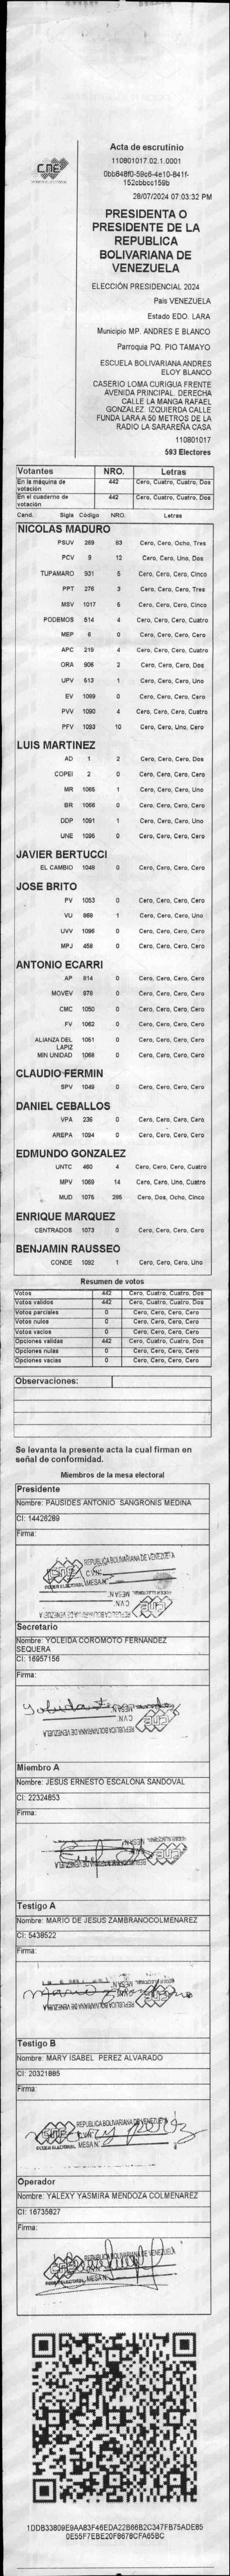 CNE
PODER ELECTORAL
Acta de escrutinio
110801017.02.1.0001
0bb848f0-59c6-4e10-841f-
152cbbcc159b
28/07/2024 07:03:32 PM
PRESIDENTA O
PRESIDENTE DE LA
REPUBLICA
BOLIVARIANA DE
VENEZUELA
ELECCIÓN PRESIDENCIAL 2024
País VENEZUELA
Estado EDO. LARA
Municipio MP. ANDRES E BLANCO
Parroquia PQ. PIO TAMAYO
ESCUELA BOLIVARIANA ANDRES
ELOY BLANCO
CASERIO LOMA CURIGUA FRENTE
AVENIDA PRINCIPAL. DERECHA
CALLE LA MANGA RAFAEL
GONZALEZ. IZQUIERDA CALLE
FUNDA LARA A 50 METROS DE LA
RADIO LA SARAREÑA CASA
110801017
593 Electores
Votantes NRO. Letras
En la máquina de votación 442 Cero, Cuatro, Cuatro, Dos
En el cuaderno de votación 442 Cero, Cuatro, Cuatro, Dos
Cand. Sigla Código NRO. Letras
NICOLAS MADURO
PSUV 269 83 Cero, Cero, Ocho, Tres
PCV 9 12 Cero, Cero, Uno, Dos
TUPAMARO 931 5 Cero, Cero, Cero, Cinco
PPT 276 3 Cero, Cero, Cero, Tres
MSV 1017 5 Cero, Cero, Cero, Cinco
PODEMOS 514 4 Cero, Cero, Cero, Cuatro
MEP 6 0 Cero, Cero, Cero, Cero
APC 219 4 Cero, Cero, Cero, Cuatro
ORA 906 2 Cero, Cero, Cero, Dos
UPV 613 1 Cero, Cero, Cero, Uno
EV 1099 0 Cero, Cero, Cero, Cero
PVV 1090 4 Cero, Cero, Cero, Cuatro
PFV 1093 10 Cero, Cero, Uno, Cero
LUIS MARTINEZ
AD 1 2 Cero, Cero, Cero, Dos
COPEI 2 0 Cero, Cero, Cero, Cero
MR 1065 1 Cero, Cero, Cero, Uno
BR 1056 0 Cero, Cero, Cero, Cero
DDP 1091 1 Cero, Cero, Cero, Uno
UNE 1095 0 Cero, Cero, Cero, Cero
JAVIER BERTUCCI
EL CAMBIO 1048 0 Cero, Cero, Cero, Cero
JOSE BRITO
PV 1053 0 Cero, Cero, Cero, Cero
VU 869 1 Cero, Cero, Cero, Uno
UVV 1096 0 Cero, Cero, Cero, Cero
MPJ 458 0 Cero, Cero, Cero, Cero
ANTONIO ECARRI
AP 814 0 Cero, Cero, Cero, Cero
MOVEV 978 0 Cero, Cero, Cero, Cero
CMC 1050 0 Cero, Cero, Cero, Cero
FV 1062 0 Cero, Cero, Cero, Cero
ALIANZA DEL LAPIZ 1061 0 Cero, Cero, Cero, Cero
MIN UNIDAD 1068 0 Cero, Cero, Cero, Cero
CLAUDIO FERMIN
SPV 1049 0 Cero, Cero, Cero, Cero
DANIEL CEBALLOS
VPA 236 0 Cero, Cero, Cero, Cero
AREPA 1094 0 Cero, Cero, Cero, Cero
EDMUNDO GONZALEZ
UNTC 460 4 Cero, Cero, Cero, Cuatro
MPV 1069 14 Cero, Cero, Uno, Cuatro
MUD 1075 285 Cero, Dos, Ocho, Cinco
ENRIQUE MARQUEZ
CENTRADOS 1073 0 Cero, Cero, Cero, Cero
BENJAMIN RAUSSEO
CONDE 1092 1 Cero, Cero, Cero, Uno
Resumen de votos
Votos 442 Cero, Cuatro, Cuatro, Dos
Votos validos 442 Cero, Cuatro, Cuatro, Dos
Votos parciales 0 Cero, Cero, Cero, Cero
Votos nulos 0 Cero, Cero, Cero, Cero
Votos vacíos 0 Cero, Cero, Cero, Cero
Opciones validas 442 Cero, Cuatro, Cuatro, Dos
Opciones nulas 0 Cero, Cero, Cero, Cero
Opciones vacias 0 Cero, Cero, Cero, Cero
Observaciones:
Se levanta la presente acta la cual firman en
señal de conformidad.
Miembros de la mesa electoral
Presidente
Nombre: PAUSIDES ANTONIO SANGRONIS MEDINA
CI: 14426289
Firma:
REPUBLICA BOLIVARIANA DE VENEZUELA
C.V.N.
PODER ELECTORAL MESA N.
Secretario
Nombre: YOLEIDA COROMOTO FERNANDEZ
SEQUERA
CI: 16957156
Firma:
REPUBLICA BOLIVARIANA DE VENEZUELA
Miembro A
Nombre: JESUS ERNESTO ESCALONA SANDOVAL
CI: 22324853
Firma:
Testigo A
Nombre: MARIO DE JESUS ZAMBRANOCOLMENAREZ
CI: 5438522
Firma:
REPUBLICA BOLIVARIANA DE VENEZUELA
Testigo B
Nombre: MARY ISABEL PEREZ ALVARADO
CI: 20321885
Firma:
REPUBLICA BOLIVARIANA DE VENEZUELA
PODER ELECTORAL MESA N.
Operador
Nombre: YALEXY YASMIRA MENDOZA COLMENAREZ
CI: 16735827
Firma:
REPUBLICA BOLIVARIANA DE VENEZUELA
1DDB33809E9AAB3F46EDA22B66B2C347FB75ADE85
0E55F7EBE20F8678CFA65BC